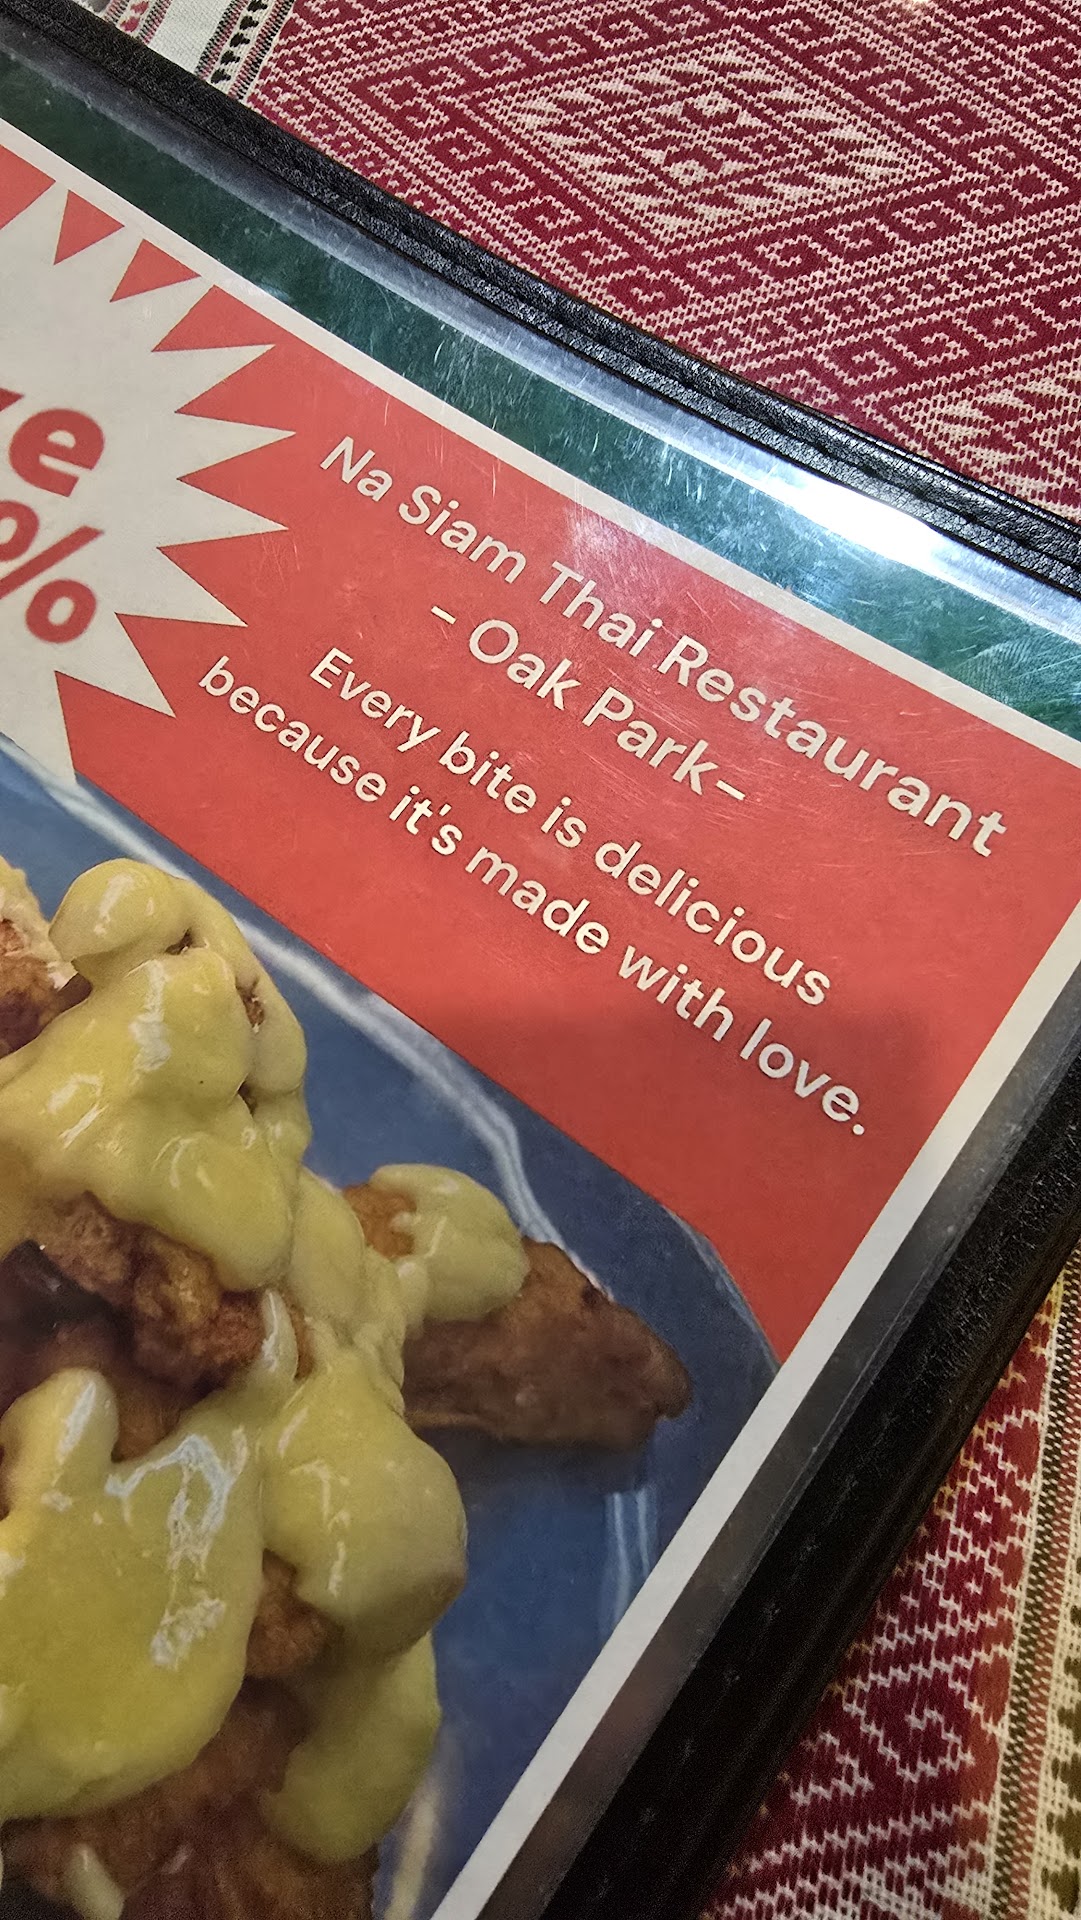 %
Na Siam Thai Restaurant
- Oak Park-
Every bite is delicious
because it's made with love.